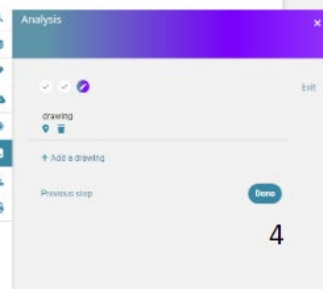 Analysis
×
Exit
drawing
+ Add a drawing
Previous step
Done
4